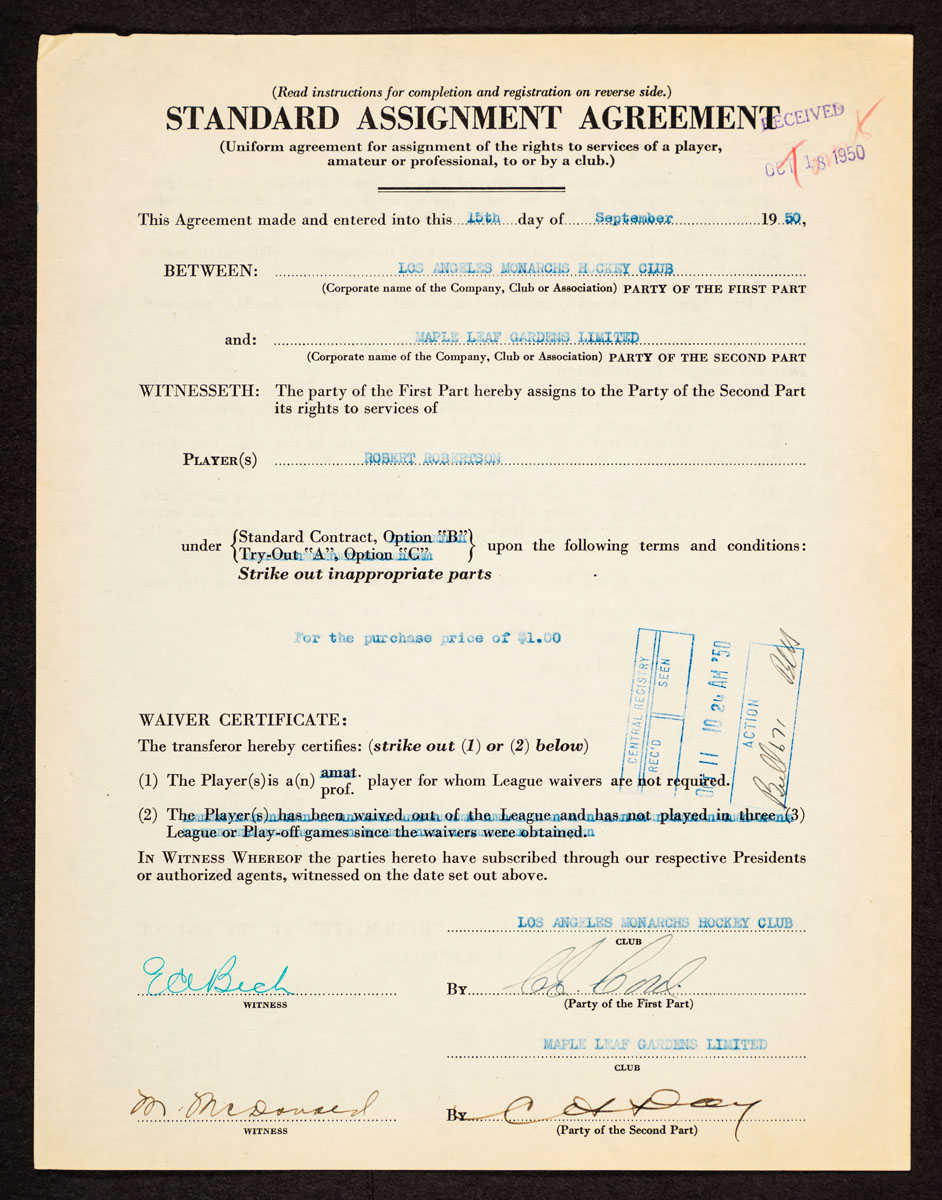 (Read instructions for completion and registration on reverse side.)
STANDARD ASSIGNMENT AGREEMENT
RECEIVED
OCT 18 1950
(Uniform agreement for assignment of the rights to services of a player,
amateur or professional, to or by a club.)
This Agreement made and entered into this 15th day of September 19 50,
BETWEEN: LOS ANGELES MONARCHS HOCKEY CLUB
(Corporate name of the Company, Club or Association) PARTY OF THE FIRST PART
and: MAPLE LEAF GARDENS LIMITED
(Corporate name of the Company, Club or Association) PARTY OF THE SECOND PART
WITNESSETH: The party of the First Part hereby assigns to the Party of the Second Part
its rights to services of
PLAYER(S) ROBERT ROBERTSON
under {Standard Contract, Option "B"} upon the following terms and conditions:
{Try-Out "A", Option "C"}
Strike out inappropriate parts
For the purchase price of $1.00
CENTRAL REGISTRY
REC'D
SEEN
OCT 11 10 24 AM '50
ACTION
WAIVER CERTIFICATE:
The transferor hereby certifies: (strike out (1) or (2) below)
(1) The Player(s)is a(n) amat. prof. player for whom League waivers are not required.
(2) The Player(s) has been waived out of the League and has not played in three (3)
League or Play-off games since the waivers were obtained.
IN WITNESS WHEREOF the parties hereto have subscribed through our respective Presidents
or authorized agents, witnessed on the date set out above.
LOS ANGELES MONARCHS HOCKEY CLUB
CLUB
BY
WITNESS
(Party of the First Part)
MAPLE LEAF GARDENS LIMITED
CLUB
M. McDonald
BY C H Day
WITNESS
(Party of the Second Part)